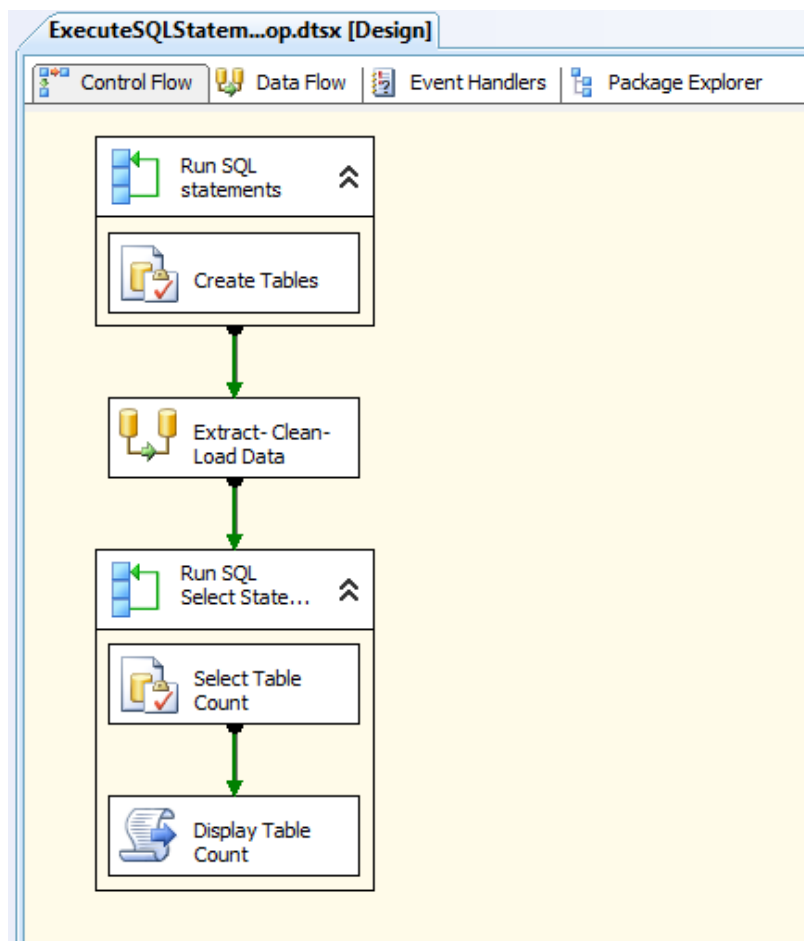 ExecuteSQLStatem...op.dtsx [Design]
Control Flow
Data Flow
Event Handlers
Package Explorer
Run SQL
statements
Create Tables
Extract- Clean-
Load Data
Run SQL
Select State...
Select Table
Count
Display Table
Count